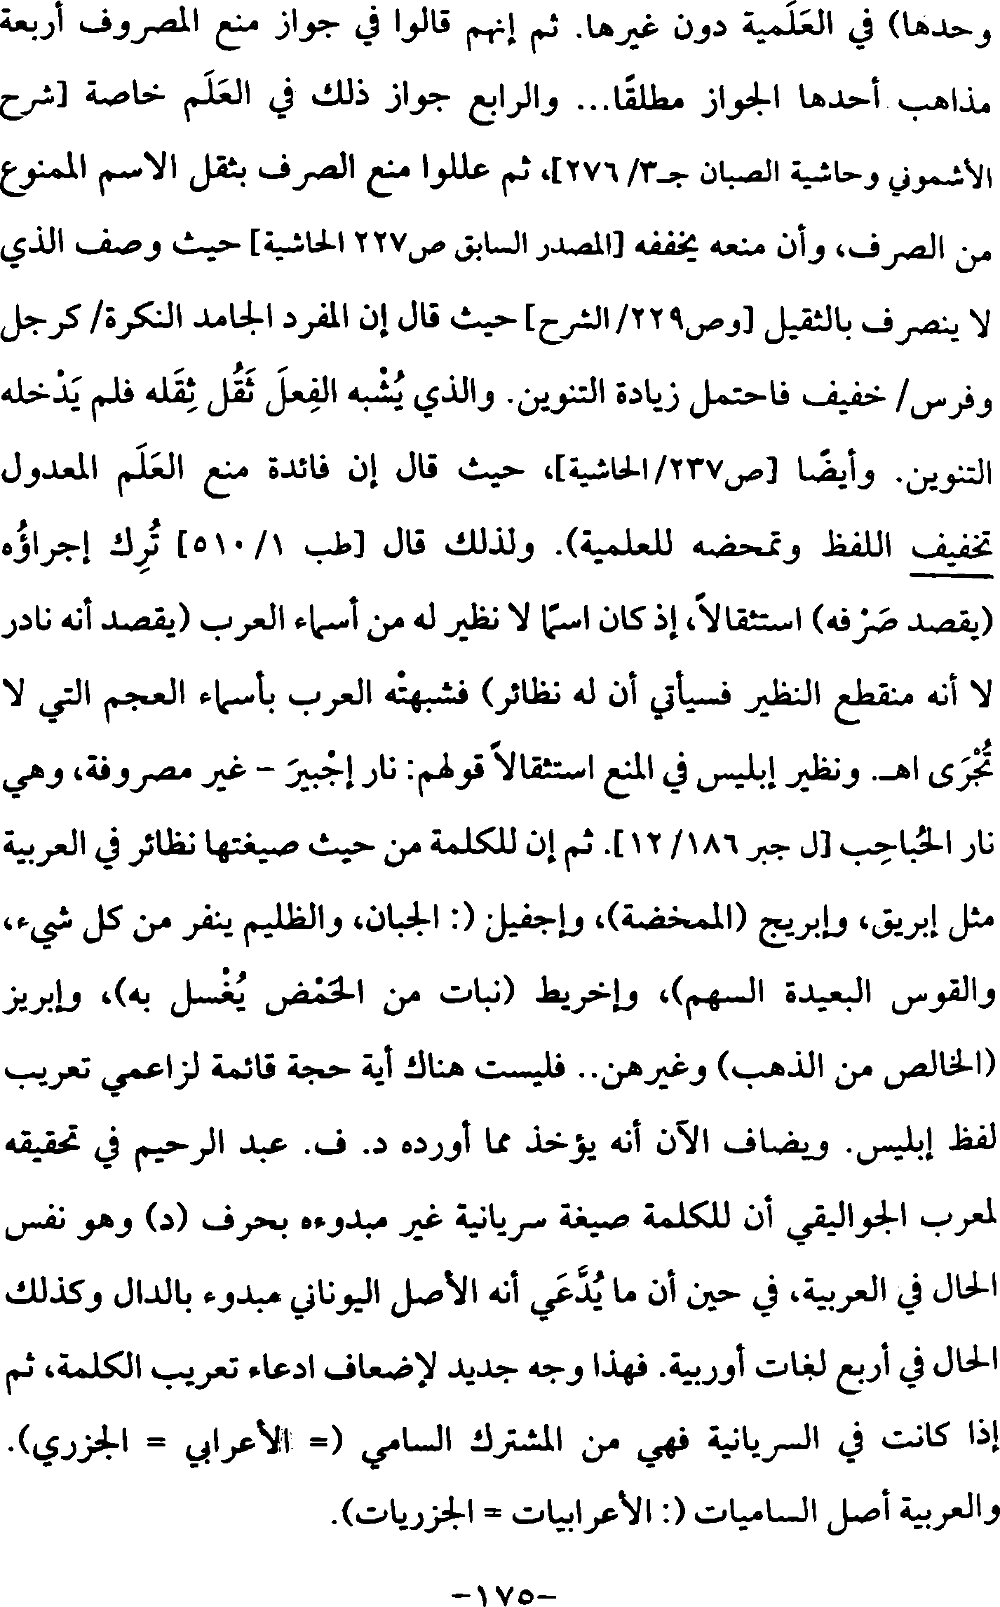 وحدها) في العَلَمية دون غيرها. ثم إنهم قالوا في جواز منع المصروف أربعة
مذاهب أحدها الجواز مطلقًا... والرابع جواز ذلك في العَلَم خاصة [شرح
الأشموني وحاشية الصبان جـ٣/ ٢٧٦]، ثم عللوا منع الصرف بثقل الاسم الممنوع
من الصرف، وأن منعه يخففه [المصدر السابق ص٢٢٧ الحاشية] حيث وصف الذي
لا ينصرف بالثقيل [وص٢٢٩/ الشرح] حيث قال إن المفرد الجامد النكرة/ كرجل
وفرس/ خفيف فاحتمل زيادة التنوين. والذي يُشْبه الفِعلَ ثَقُل ثِقَله فلم يَدْخله
التنوين. وأيضًا [ص٢٣٧/ الحاشية]، حيث قال إن فائدة منع العَلَم المعدول
تخفيف اللفظ وتمحضه للعلمية). ولذلك قال [طب ١/ ٥١٠] تُرِك إجراؤُه
(يقصد صَرْفه) استثقالاً، إذ كان اسمًا لا نظير له من أسماء العرب (يقصد أنه نادر
لا أنه منقطع النظير فسيأتي أن له نظائر) فشبهتْه العرب بأسماء العجم التي لا
تُجْرَى اهـ. ونظير إبليس في المنع استثقالاً قولهم: نار إجْبيرَ - غير مصروفة، وهي
نار الحُباحِب [ل جبر ١٨٦/ ١٢]. ثم إن للكلمة من حيث صيغتها نظائر في العربية
مثل إبريق، وإبريج (الممخضة)، وإجفيل (: الجبان، والظليم ينفر من كل شيء،
والقوس البعيدة السهم)، وإخريط (نبات من الحَمْض يُغْسل به)، وإبريز
(الخالص من الذهب) وغيرهن.. فليست هناك أية حجة قائمة لزاعمي تعريب
لفظ إبليس. ويضاف الآن أنه يؤخذ مما أورده د. ف. عبد الرحيم في تحقيقه
لمعرب الجواليقي أن للكلمة صيغة سريانية غير مبدوءه بحرف (د) وهو نفس
الحال في العربية، في حين أن ما يُدَّعَي أنه الأصل اليوناني مبدوء بالدال وكذلك
الحال في أربع لغات أوربية. فهذا وجه جديد لإضعاف ادعاء تعريب الكلمة، ثم
إذا كانت في السريانية فهي من المشترك السامي (= الأعرابي = الجزري).
والعربية أصل الساميات (: الأعرابيات = الجزريات).
-١٧٥-